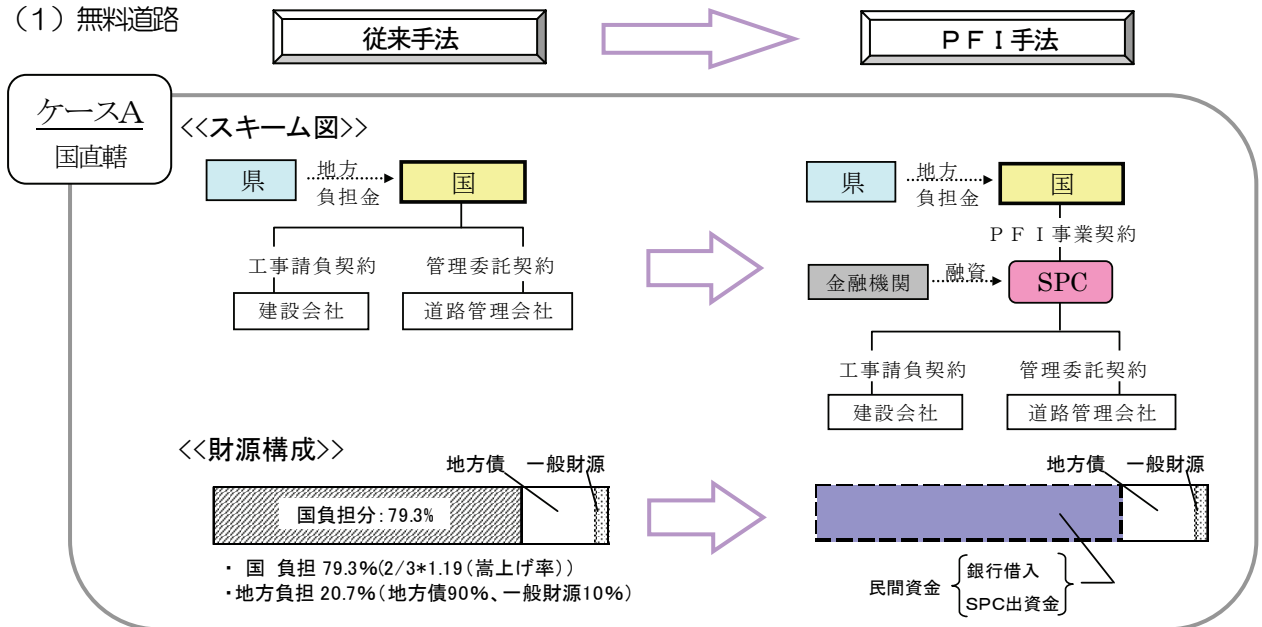 （1）無料道路
従来手法
ＰＦＩ手法
ケースA
国直轄
<<スキーム図>>
県
地方
負担金
国
工事請負契約
管理委託契約
建設会社
道路管理会社
県
地方
負担金
国
ＰＦＩ事業契約
金融機関
融資
SPC
工事請負契約
管理委託契約
建設会社
道路管理会社
<<財源構成>>
地方債
一般財源
国負担分：79.3%
・ 国 負担 79.3%(2/3*1.19（嵩上げ率））
・地方負担 20.7%（地方債90%、一般財源10%）
地方債
一般財源
民間資金
銀行借入
SPC出資金